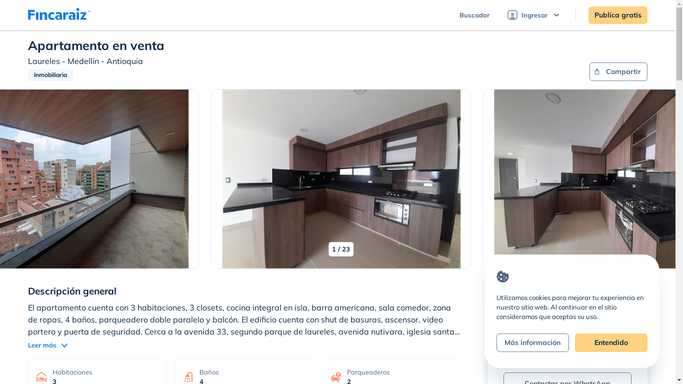 Fincaraiz
Buscador
Ingresar
Publica gratis
Apartamento en venta
Laureles - Medellín - Antioquia
Inmobiliaria
Compartir
1 / 23
Descripción general
El apartamento cuenta con 3 habitaciones, 3 closets, cocina integral en isla, barra americana, sala comedor, zona
de ropas, 4 baños, parqueadero doble paralelo y balcón. El edificio cuenta con shut de basuras, ascensor, video
portero y puerta de seguridad. Cerca a la avenida 33, segundo parque de laureles, avenida nutivara, iglesia santa...
Leer más
Habitaciones
3
Baños
4
Parqueaderos
2
Utilizamos cookies para mejorar tu experiencia en
nuestro sitio web. Al continuar en el sitio
consideramos que aceptas su uso.
Más información
Entendido
Contactar por WhatsApp